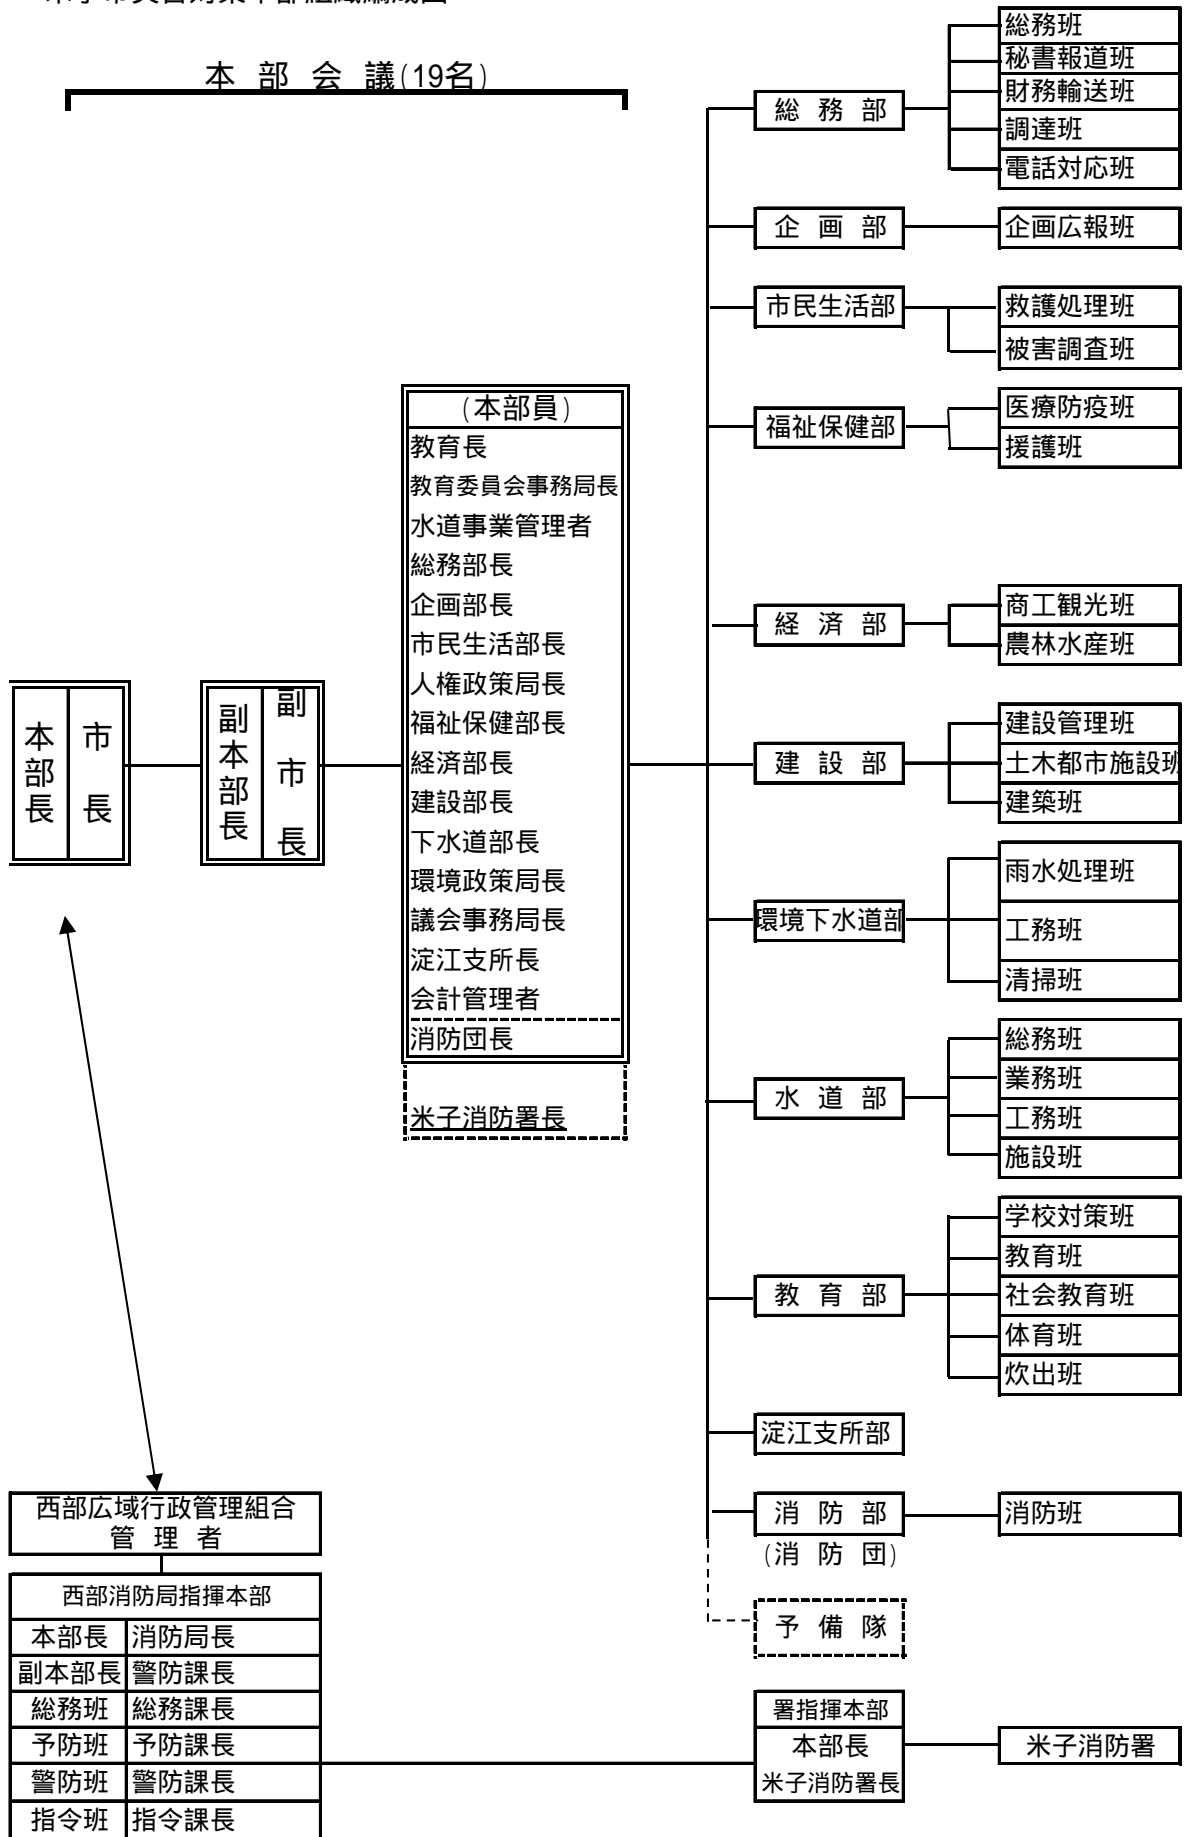 本部会議(19名)
本部長
市長
副本部長
副市長
(本部員)
教育長
教育委員会事務局長
水道事業管理者
総務部長
企画部長
市民生活部長
人権政策局長
福祉保健部長
経済部長
建設部長
下水道部長
環境政策局長
議会事務局長
淀江支所長
会計管理者
消防団長
米子消防署長
総務部
総務班
秘書報道班
財務輸送班
調達班
電話対応班
企画部
企画広報班
市民生活部
救護処理班
被害調査班
福祉保健部
医療防疫班
援護班
経済部
商工観光班
農林水産班
建設部
建設管理班
土木都市施設班
建築班
環境下水道部
雨水処理班
工務班
清掃班
水道部
総務班
業務班
工務班
施設班
教育部
学校対策班
教育班
社会教育班
体育班
炊出班
淀江支所部
消防部
(消防団)
消防班
予備隊
西部広域行政管理組合
管理者
西部消防局指揮本部
本部長 消防局長
副本部長 警防課長
総務班 総務課長
予防班 予防課長
警防班 警防課長
指令班 指令課長
署指揮本部
本部長
米子消防署長
米子消防署